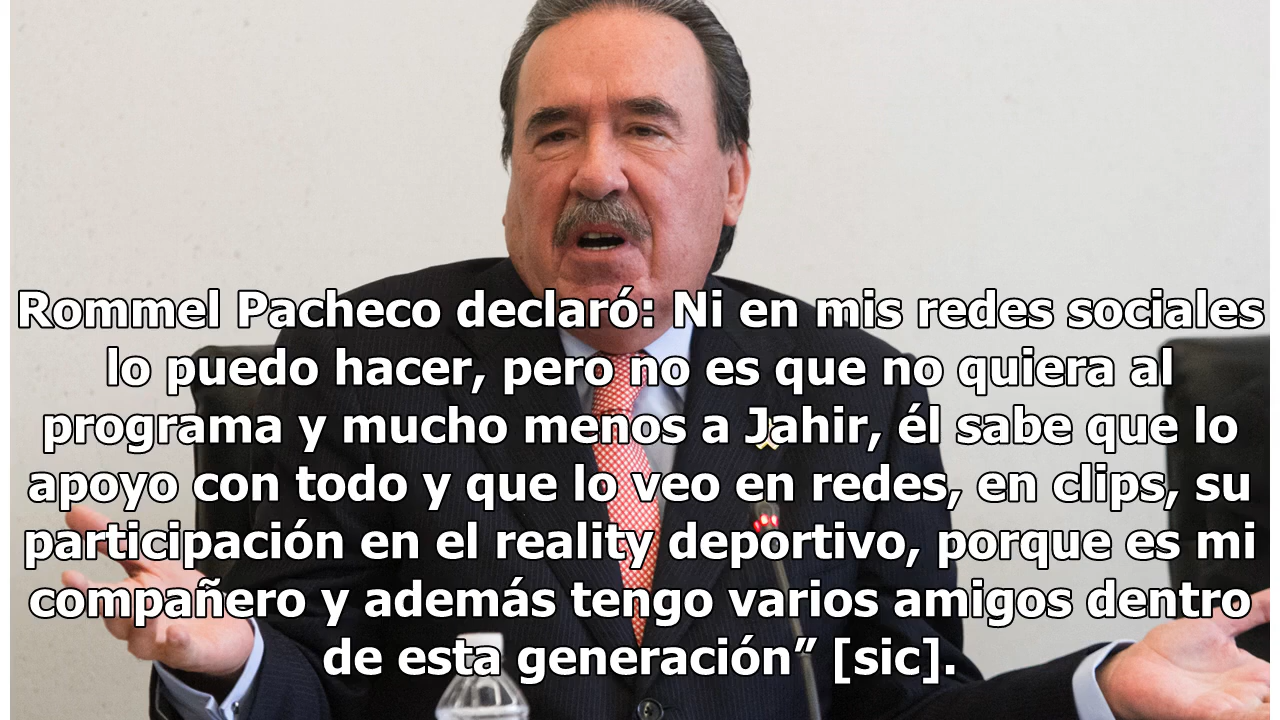 Rommel Pacheco declaró: Ni en mis redes sociales
lo puedo hacer, pero no es que no quiera al
programa y mucho menos a Jahir, él sabe que lo
apoyo con todo y que lo veo en redes, en clips, su
participación en el reality deportivo, porque es mi
compañero y además tengo varios amigos dentro
de esta generación” [sic].